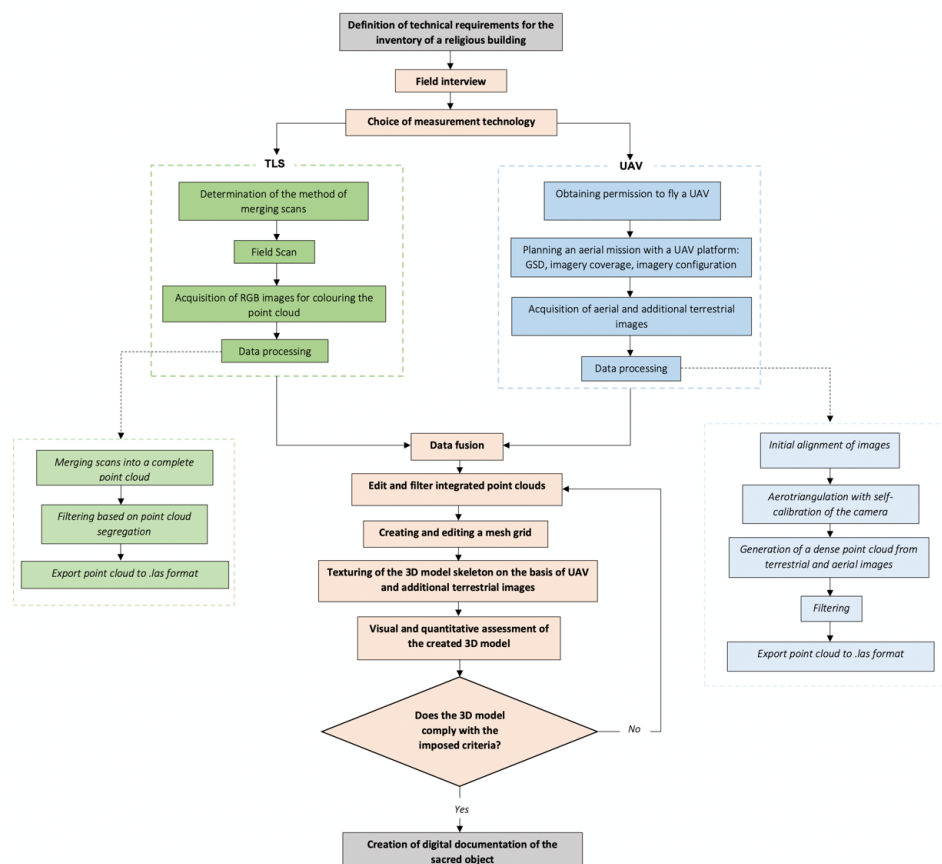 Definition of technical requirements for the
inventory of a religious building
Field interview
Choice of measurement technology
TLS
Determination of the method of
merging scans
Field Scan
Acquisition of RGB images for colouring the
point cloud
Data processing
UAV
Obtaining permission to fly a UAV
Planning an aerial mission with a UAV platform:
GSD, imagery coverage, imagery configuration
Acquisition of aerial and additional terrestrial
images
Data processing
Merging scans into a complete
point cloud
Filtering based on point cloud
segregation
Export point cloud to .las format
Initial alignment of images
Aerotriangulation with self-
calibration of the camera
Generation of a dense point cloud from
terrestrial and aerial images
Filtering
Export point cloud to .las format
Data fusion
Edit and filter integrated point clouds
Creating and editing a mesh grid
Texturing of the 3D model skeleton on the basis of UAV
and additional terrestrial images
Visual and quantitative assessment of
the created 3D model
Does the 3D model
comply with the
imposed criteria?
No
Yes
Creation of digital documentation of the
sacred object